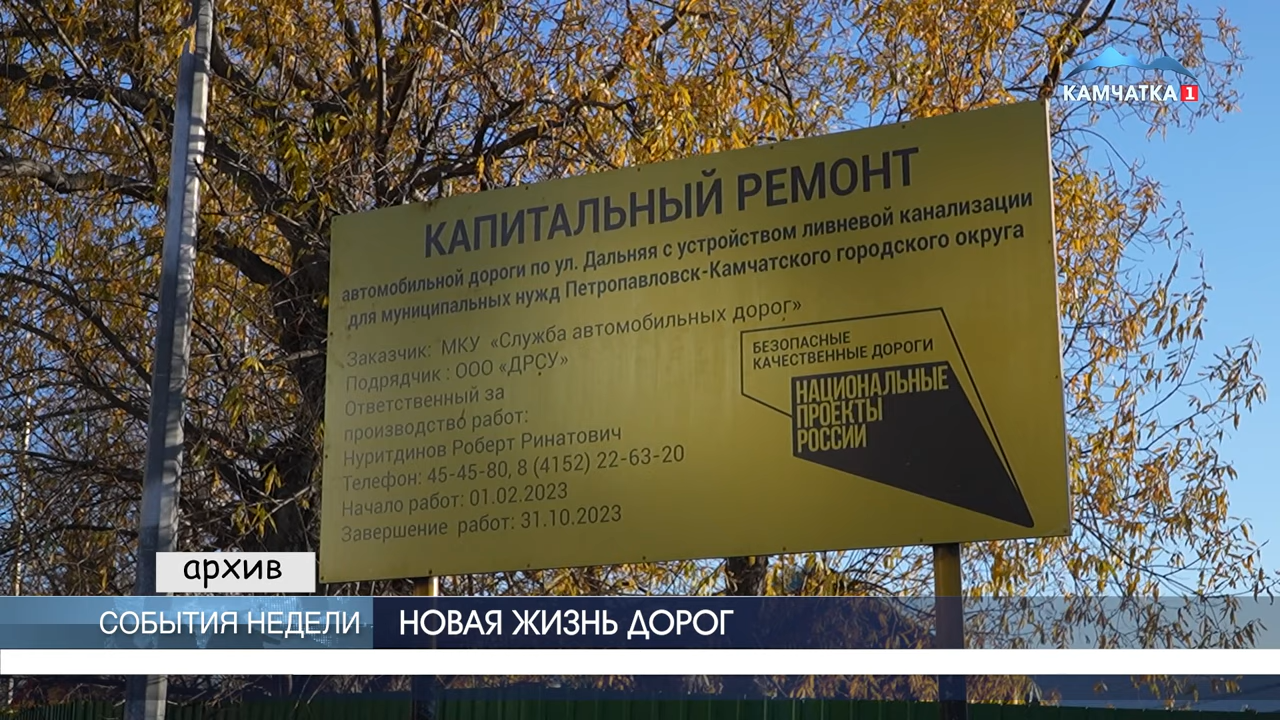 КАМЧАТКА 1
КАПИТАЛЬНЫЙ РЕМОНТ
автомобильной дороги по ул. Дальняя с устройством ливневой канализации
для муниципальных нужд Петропавловск-Камчатского городского округа
Заказчик: МКУ «Служба автомобильных дорог»
Подрядчик : ООО «ДРСУ»
Ответственный за
производство работ:
Нуритдинов Роберт Ринатович
Телефон: 45-45-80, 8 (4152) 22-63-20
Начало работ: 01.02.2023
Завершение работ: 31.10.2023
БЕЗОПАСНЫЕ
КАЧЕСТВЕННЫЕ ДОРОГИ
НАЦИОНАЛЬНЫЕ
ПРОЕКТЫ
РОССИИ
архив
СОБЫТИЯ НЕДЕЛИ
НОВАЯ ЖИЗНЬ ДОРОГ